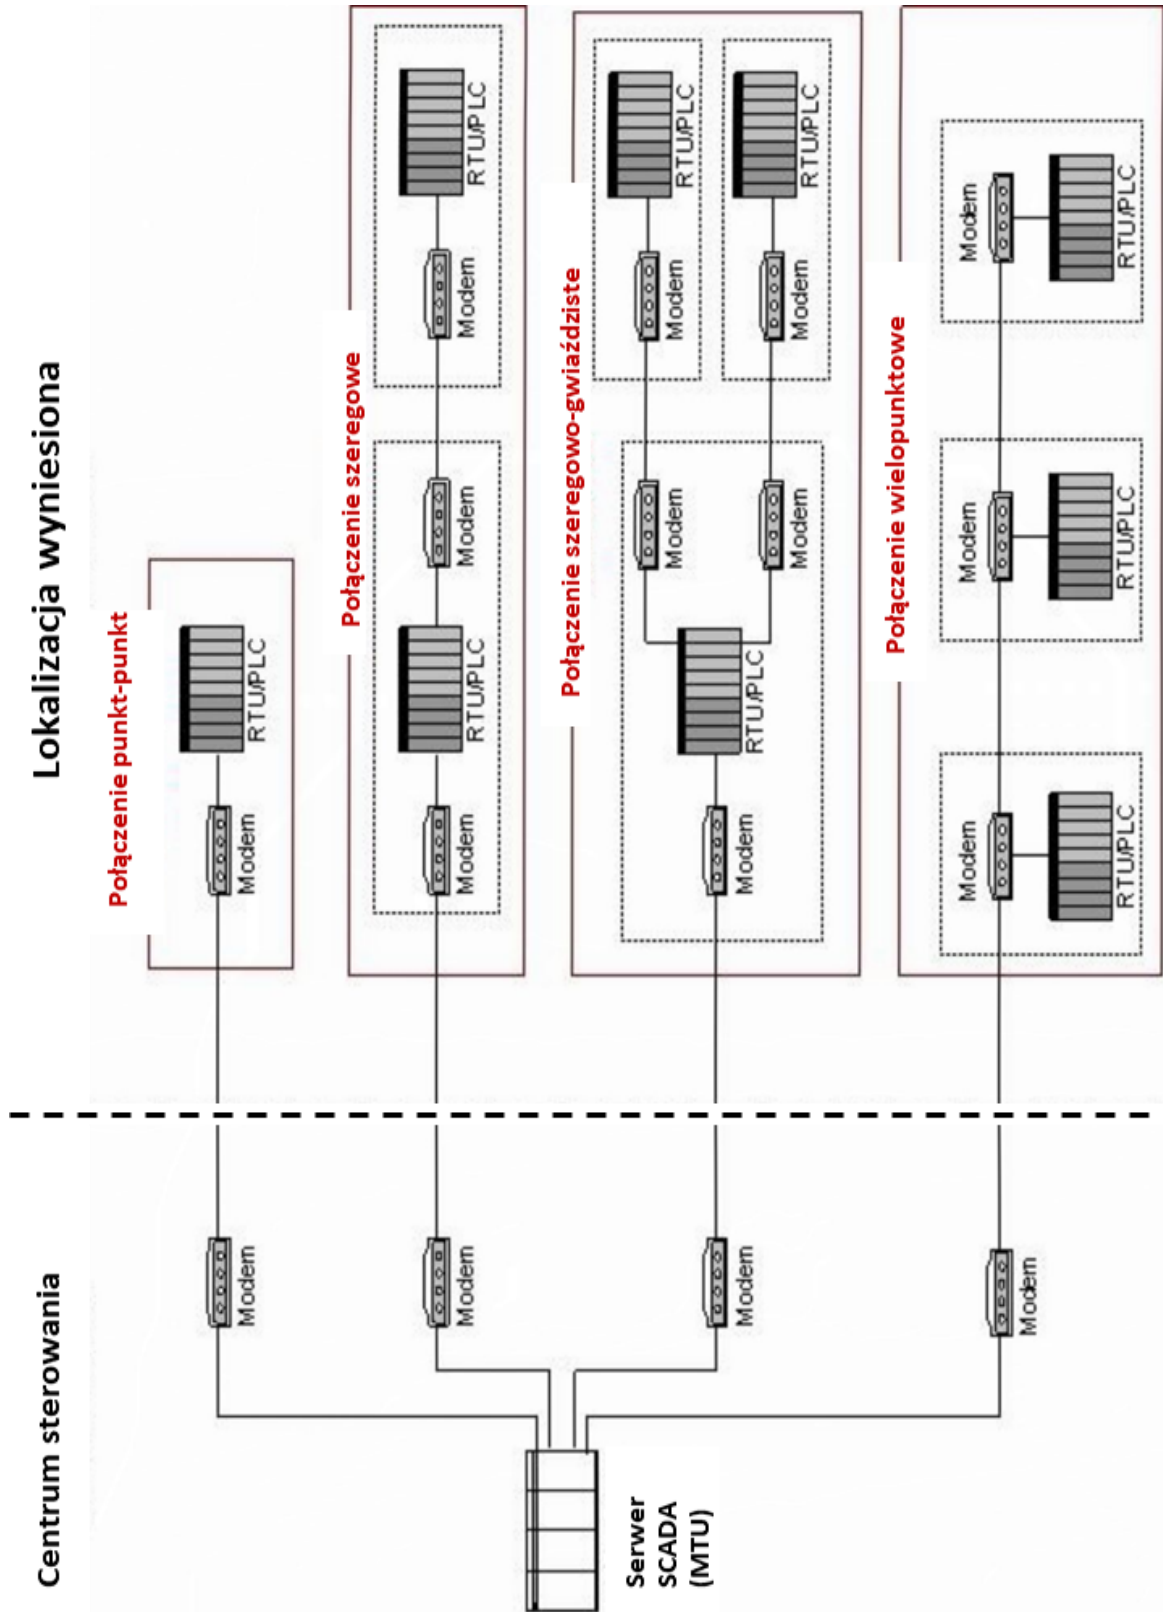 Centrum sterowania
Lokalizacja wyniesiona
Połączenie punkt-punkt
Modem
Modem
RTU/PLC
Połączenie szeregowe
Modem
Modem
RTU/PLC
Modem
RTU/PLC
Połączenie szeregowo-gwiaździste
Modem
Modem
RTU/PLC
Modem
Modem
RTU/PLC
Modem
Modem
RTU/PLC
Serwer
SCADA
(MTU)
Połączenie wielopunktowe
Modem
Modem
RTU/PLC
Modem
RTU/PLC
Modem
RTU/PLC